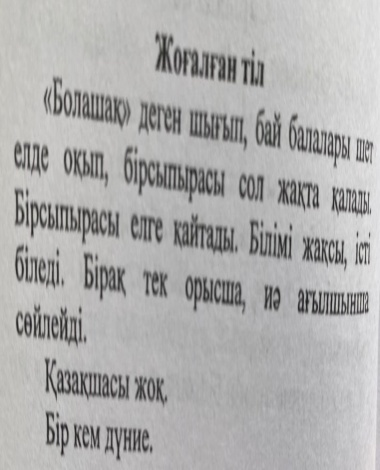 Жоғалған тіл
«Болашақ» деген шығып, бай балалары шет
елде оқып, бірсыпырасы сол жақта қалады.
Бірсыпырасы елге қайтады. Білімі жақсы, істі
біледі. Бірақ тек орысша, иә ағылшынша
сөйлейді.
Қазақшасы жоқ.
Бір кем дүние.